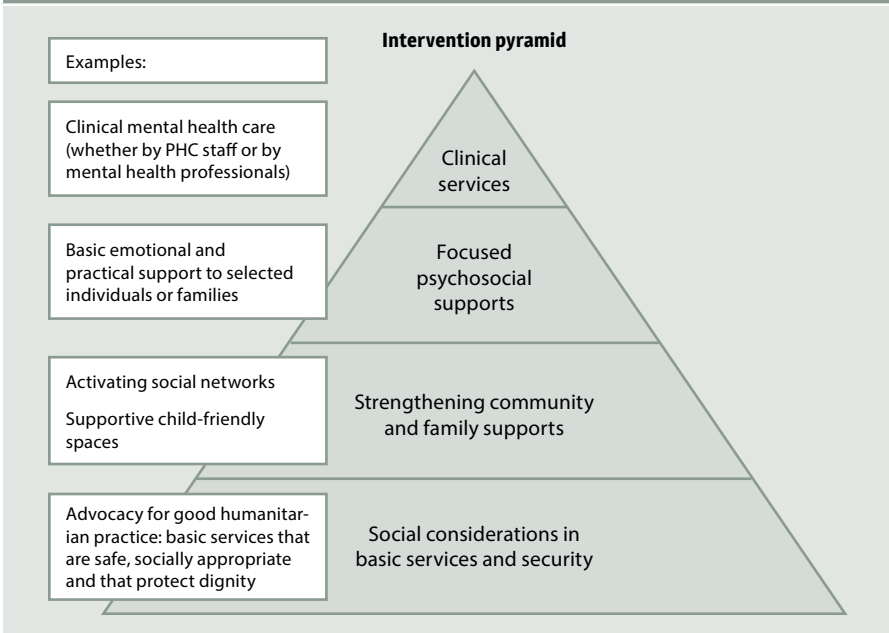 Intervention pyramid
Examples:
Clinical mental health care
(whether by PHC staff or by
mental health professionals)
Clinical
services
Basic emotional and
practical support to selected
individuals or families
Focused
psychosocial
supports
Activating social networks
Supportive child-friendly
spaces
Strengthening community
and family supports
Advocacy for good humanitar-
ian practice: basic services that
are safe, socially appropriate
and that protect dignity
Social considerations in
basic services and security